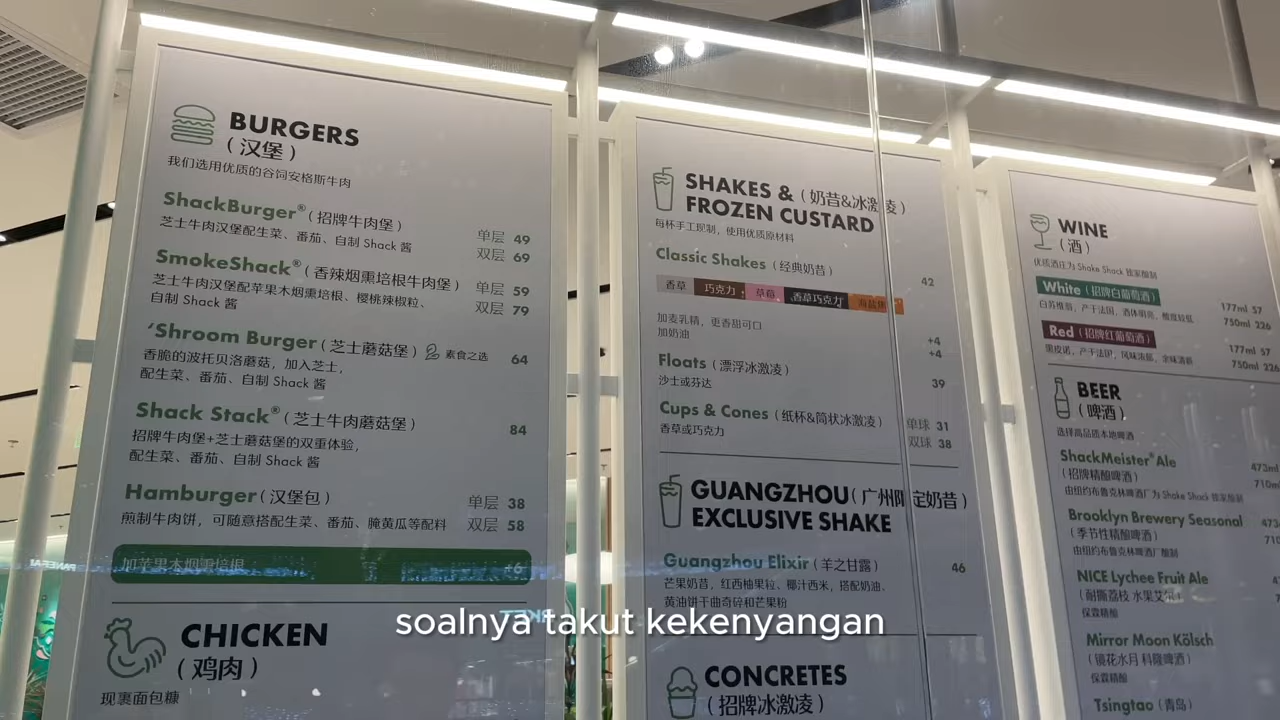 BURGERS
(汉堡)
我们选用优质的谷饲安格斯牛肉
ShackBurger® (招牌牛肉堡)
芝士牛肉汉堡配生菜、番茄、自制 Shack 酱
单层 49
双层 69
SmokeShack® (香辣烟熏培根牛肉堡)
芝士牛肉汉堡配苹果木烟熏培根、樱桃辣椒粒、
自制 Shack 酱
单层 59
双层 79
‘Shroom Burger (芝士蘑菇堡) 素食之选 64
香脆的波托贝洛蘑菇，加入芝士，
配生菜、番茄、自制 Shack 酱
Shack Stack® (芝士牛肉蘑菇堡) 84
招牌牛肉堡+芝士蘑菇堡的双重体验，
配生菜、番茄、自制 Shack 酱
Hamburger (汉堡包)
煎制牛肉饼，可随意搭配生菜、番茄、腌黄瓜等配料
单层 38
双层 58
加苹果木烟熏培根 +6
CHICKEN
(鸡肉)
现裹面包糠
SHAKES & (奶昔&冰激凌)
FROZEN CUSTARD
每杯手工现制，使用优质原材料
Classic Shakes (经典奶昔) 42
香草 巧克力 草莓 香草巧克力
加麦乳精，更香甜可口 +4
加奶油 +4
Floats (漂浮冰激凌) 39
沙士或芬达
Cups & Cones (纸杯&筒状冰激凌)
香草或巧克力
单球 31
双球 38
GUANGZHOU (广州限定奶昔)
EXCLUSIVE SHAKE
Guangzhou Elixir (羊之甘露) 46
芒果奶昔，红西柚果粒、椰汁西米，搭配奶油、
黄油饼干曲奇碎和芒果粉
CONCRETES
(招牌冰激凌)
WINE
(酒)
优质酒庄为 Shake Shack 独家酿制
White (招牌白葡萄酒)
白苏维翁，产于法国，酒体明亮，酸度较低
177ml 57
750ml 226
Red (招牌红葡萄酒)
黑皮诺，产于法国，风味浓郁，余味清新
177ml 57
750ml 226
BEER
(啤酒)
选择高品质本地啤酒
ShackMeister® Ale
(招牌精酿啤酒)
由纽约布鲁克林啤酒厂为 Shake Shack 独家酿制
473ml
710m
Brooklyn Brewery Seasonal
(季节性精酿啤酒)
由纽约布鲁克林啤酒厂酿制
473
710
NICE Lychee Fruit Ale
保霖精酿
Mirror Moon Kölsch
(镜花水月 科隆啤酒)
保霖精酿
Tsingtao (青岛)
soalnya takut kekenyangan